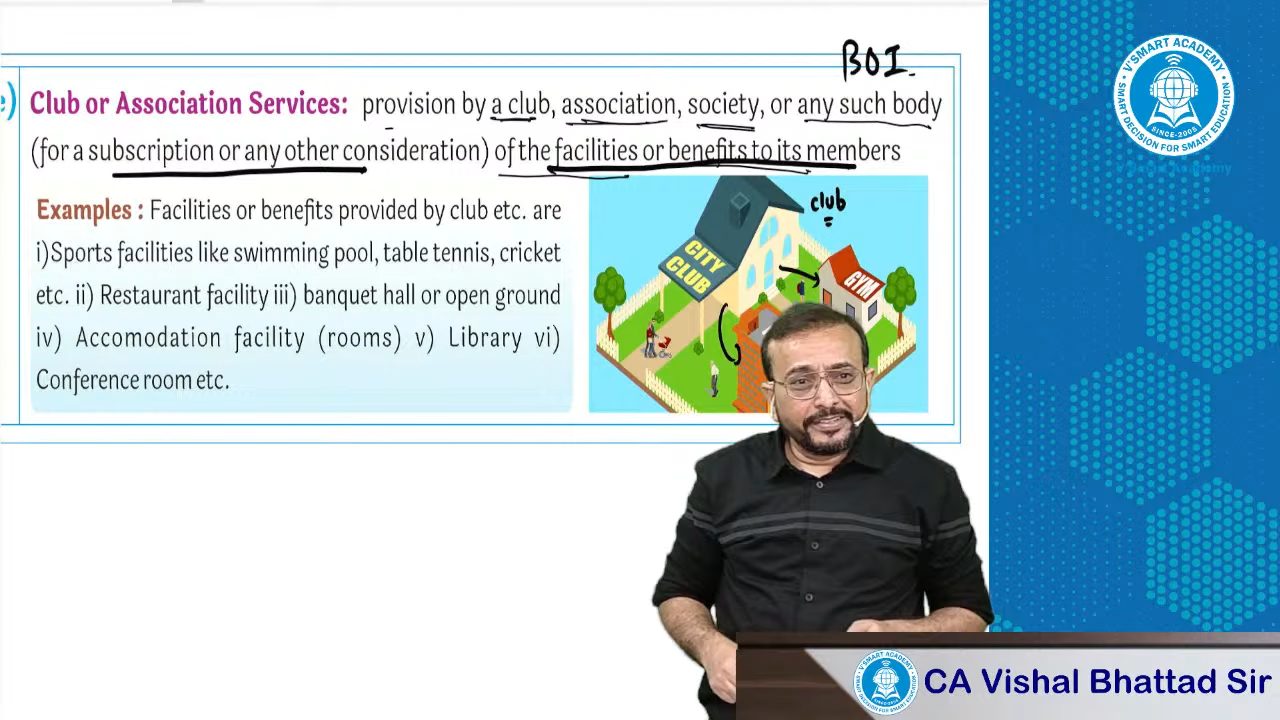 BOI.
e) Club or Association Services: provision by a club, association, society, or any such body
(for a subscription or any other consideration) of the facilities or benefits to its members
Examples : Facilities or benefits provided by club etc. are
i)Sports facilities like swimming pool, table tennis, cricket
etc. ii) Restaurant facility iii) banquet hall or open ground
iv) Accomodation facility (rooms) v) Library vi)
Conference room etc.
club
CITY
CLUB
GYM
V'SMART ACADEMY
SINCE-2008
SMART DECISION FOR SMART EDUCATION
CA Vishal Bhattad Sir